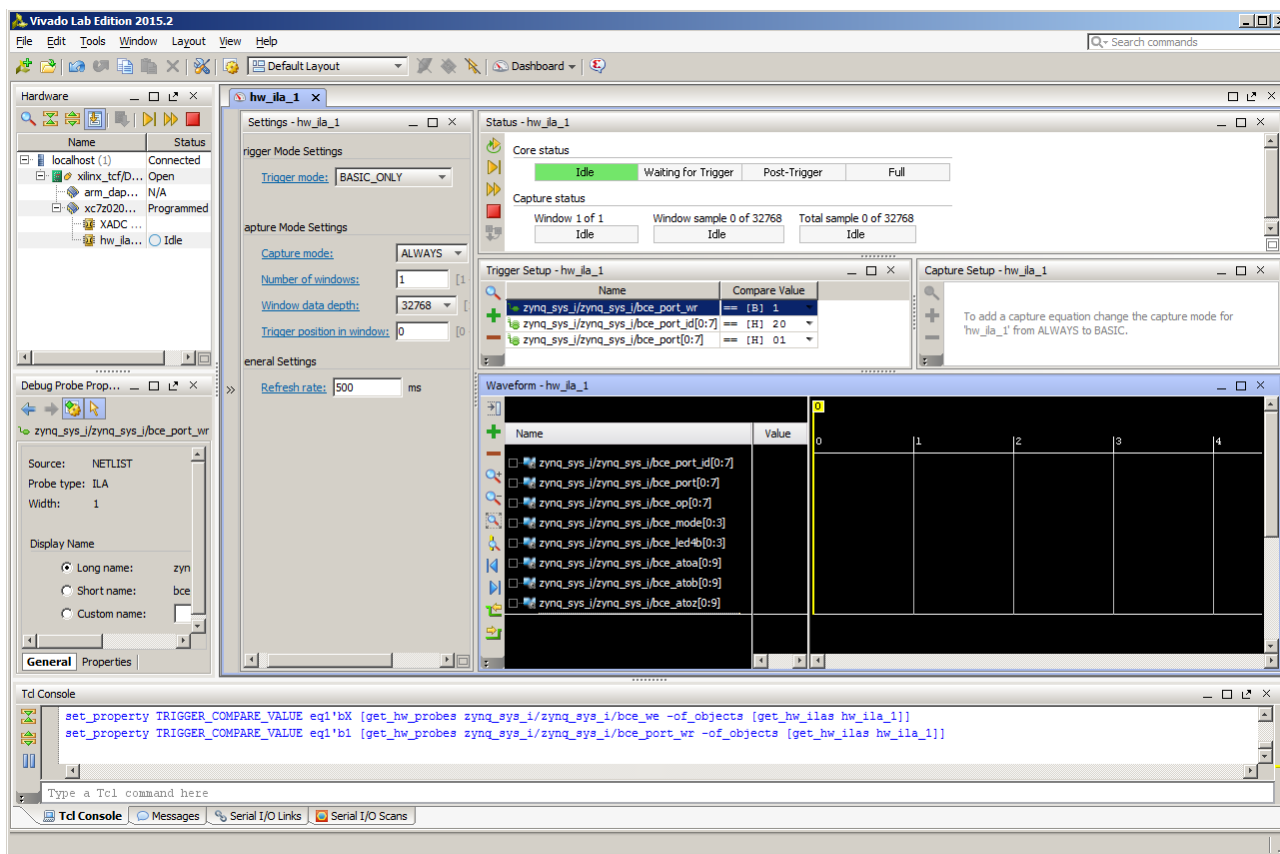 Vivado Lab Edition 2015.2
File Edit Tools Window Layout View Help
Search commands
Default Layout
Dashboard
Hardware
Name Status
localhost (1) Connected
xilinx_tcf/D... Open
arm_dap... N/A
xc7z020... Programmed
XADC ...
hw_ila... Idle
Debug Probe Prop...
zynq_sys_i/zynq_sys_i/bce_port_wr
Source: NETLIST
Probe type: ILA
Width: 1
Display Name
Long name: zyn
Short name: bce
Custom name:
General Properties
hw_ila_1
Settings - hw_ila_1
rigger Mode Settings
Trigger mode: BASIC_ONLY
apture Mode Settings
Capture mode: ALWAYS
Number of windows: 1 [1
Window data depth: 32768 [
Trigger position in window: 0 [0
eneral Settings
Refresh rate: 500 ms
Status - hw_ila_1
Core status
Idle Waiting for Trigger Post-Trigger Full
Capture status
Window 1 of 1 Window sample 0 of 32768 Total sample 0 of 32768
Idle Idle Idle
Trigger Setup - hw_ila_1
Name Compare Value
zynq_sys_i/zynq_sys_i/bce_port_wr == [B] 1
zynq_sys_i/zynq_sys_i/bce_port_id[0:7] == [H] 20
zynq_sys_i/zynq_sys_i/bce_port[0:7] == [H] 01
Capture Setup - hw_ila_1
To add a capture equation change the capture mode for
'hw_ila_1' from ALWAYS to BASIC.
Waveform - hw_ila_1
Name Value
0
0 1 2 3 4
zynq_sys_i/zynq_sys_i/bce_port_id[0:7]
zynq_sys_i/zynq_sys_i/bce_port[0:7]
zynq_sys_i/zynq_sys_i/bce_op[0:7]
zynq_sys_i/zynq_sys_i/bce_mode[0:3]
zynq_sys_i/zynq_sys_i/bce_led4b[0:3]
zynq_sys_i/zynq_sys_i/bce_atoa[0:9]
zynq_sys_i/zynq_sys_i/bce_atob[0:9]
zynq_sys_i/zynq_sys_i/bce_atoz[0:9]
Tcl Console
set_property TRIGGER_COMPARE_VALUE eq1'bX [get_hw_probes zynq_sys_i/zynq_sys_i/bce_we -of_objects [get_hw_ilas hw_ila_1]]
set_property TRIGGER_COMPARE_VALUE eq1'b1 [get_hw_probes zynq_sys_i/zynq_sys_i/bce_port_wr -of_objects [get_hw_ilas hw_ila_1]]
Type a Tcl command here
Tcl Console Messages Serial I/O Links Serial I/O Scans